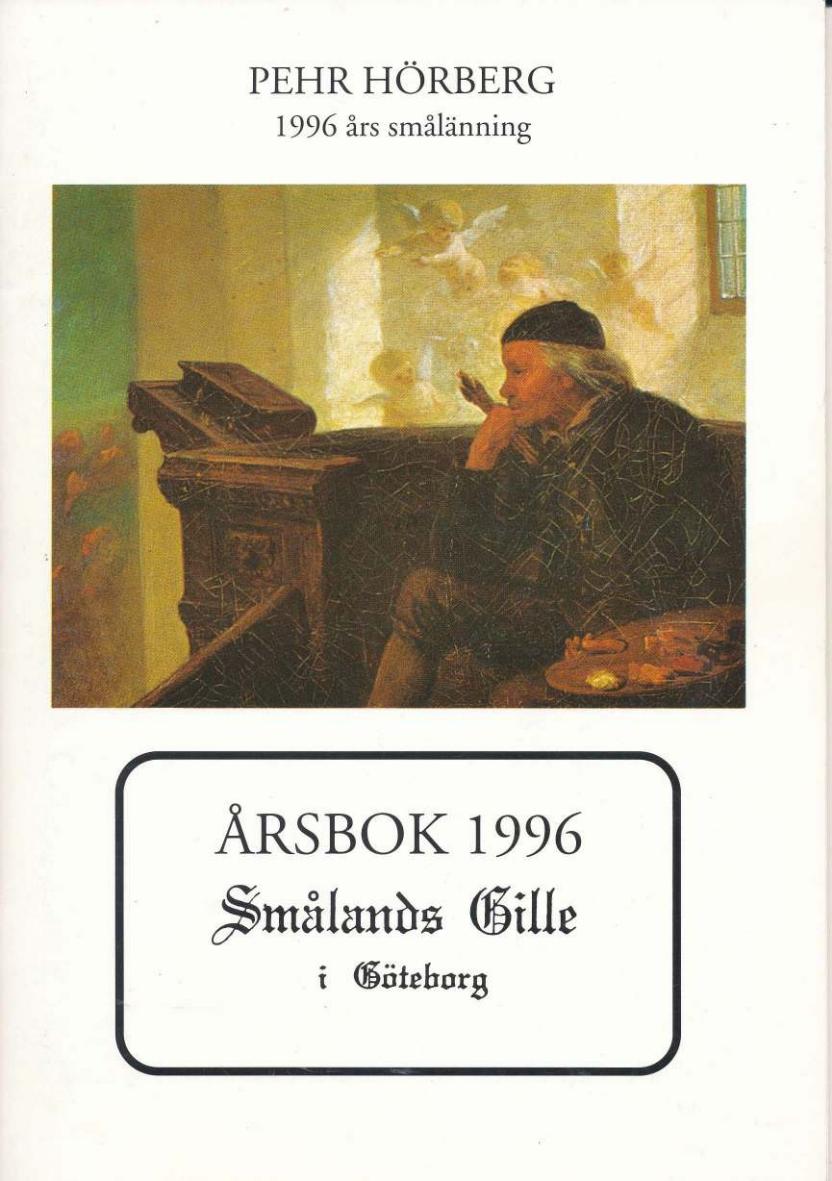 PEHR HÖRBERG
1996 års smålänning
ÅRSBOK 1996
Smålands Gille
i Göteborg